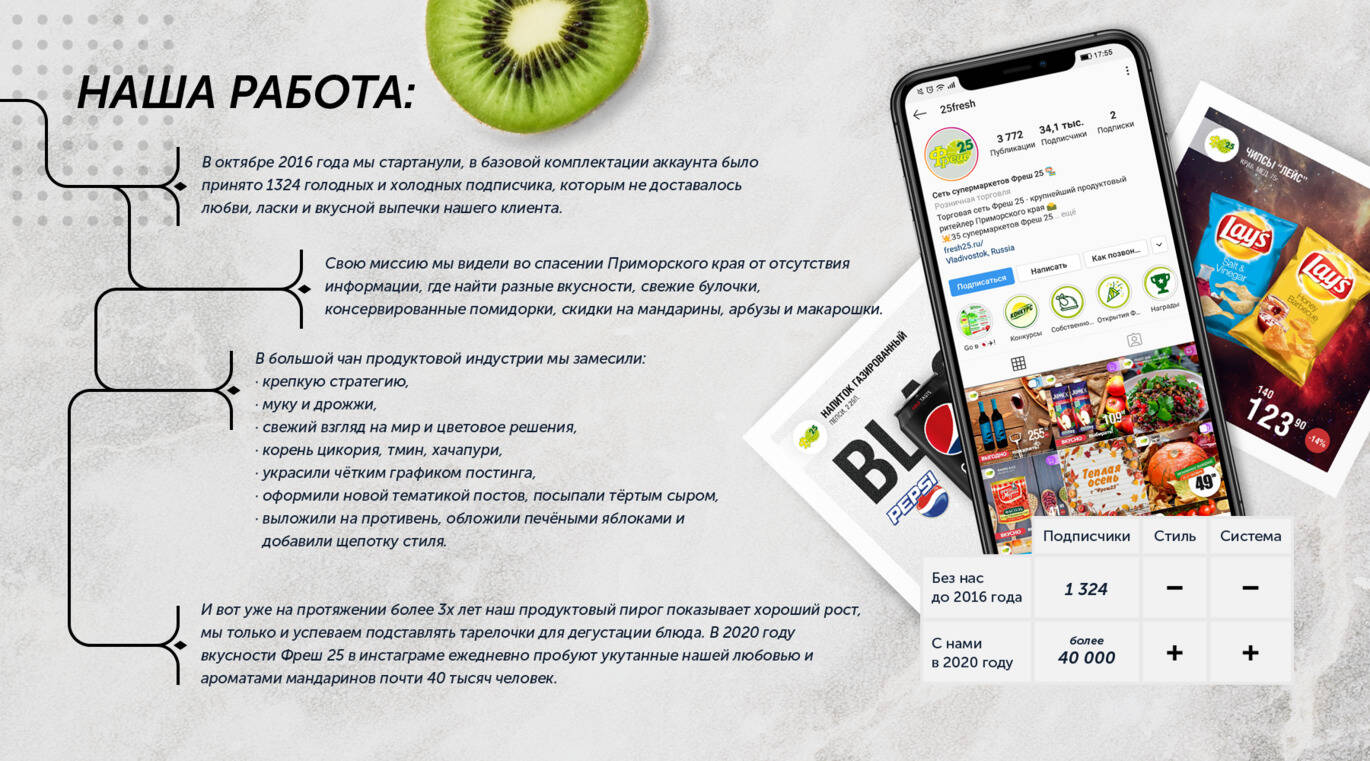 НАША РАБОТА:
В октябре 2016 года мы стартанули, в базовой комплектации аккаунта было
принято 1324 голодных и холодных подписчика, которым не доставалось
любви, ласки и вкусной выпечки нашего клиента.
Свою миссию мы видели во спасении Приморского края от отсутствия
информации, где найти разные вкусности, свежие булочки,
консервированные помидорки, скидки на мандарины, арбузы и макарошки.
В большой чан продуктовой индустрии мы замесили:
· крепкую стратегию,
· муку и дрожжи,
· свежий взгляд на мир и цветовое решения,
· корень цикория, тмин, хачапури,
· украсили чётким графиком постинга,
· оформили новой тематикой постов, посыпали тёртым сыром,
· выложили на противень, обложили печёными яблоками и
добавили щепотку стиля.
И вот уже на протяжении более 3х лет наш продуктовый пирог показывает хороший рост,
мы только и успеваем подставлять тарелочки для дегустации блюда. В 2020 году
вкусности Фреш 25 в инстаграме ежедневно пробуют укутанные нашей любовью и
ароматами мандаринов почти 40 тысяч человек.
17:55
25fresh
3 772 34,1 тыс. 2
Публикации Подписчики Подписки
Фреш 25
Сеть супермаркетов Фреш 25
Розничная торговля
Торговая сеть Фреш 25 - крупнейший продуктовый
ритейлер Приморского края
35 супермаркетов Фреш 25... ещё
fresh25.ru/
Vladivostok, Russia
Подписаться Написать Как позвон...
КОНКУРС
Go в Конкурсы Собственно... Открытия Ф... Награды
255
ВЫГОДНО
109
ВКУСНО
Теплая
осень
с "Фреш25"
49
ВКУСНО
НАПИТОК ГАЗИРОВАННЫЙ
BLA
PEPSI
ЧИПСЫ "ЛЕЙС"
Lay's
Salt &
Vinegar
Lay's
Honey
Barbecue
140
123 90
-14%
Подписчики Стиль Система
Без нас
до 2016 года
1 324 – –
С нами
в 2020 году
более
40 000 + +